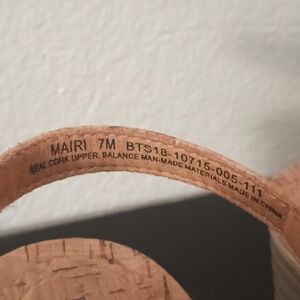 MAIRI 7M BTS18-10715-005-111
REAL CORK UPPER, BALANCE MAN-MADE MATERIALS MADE IN CHINA